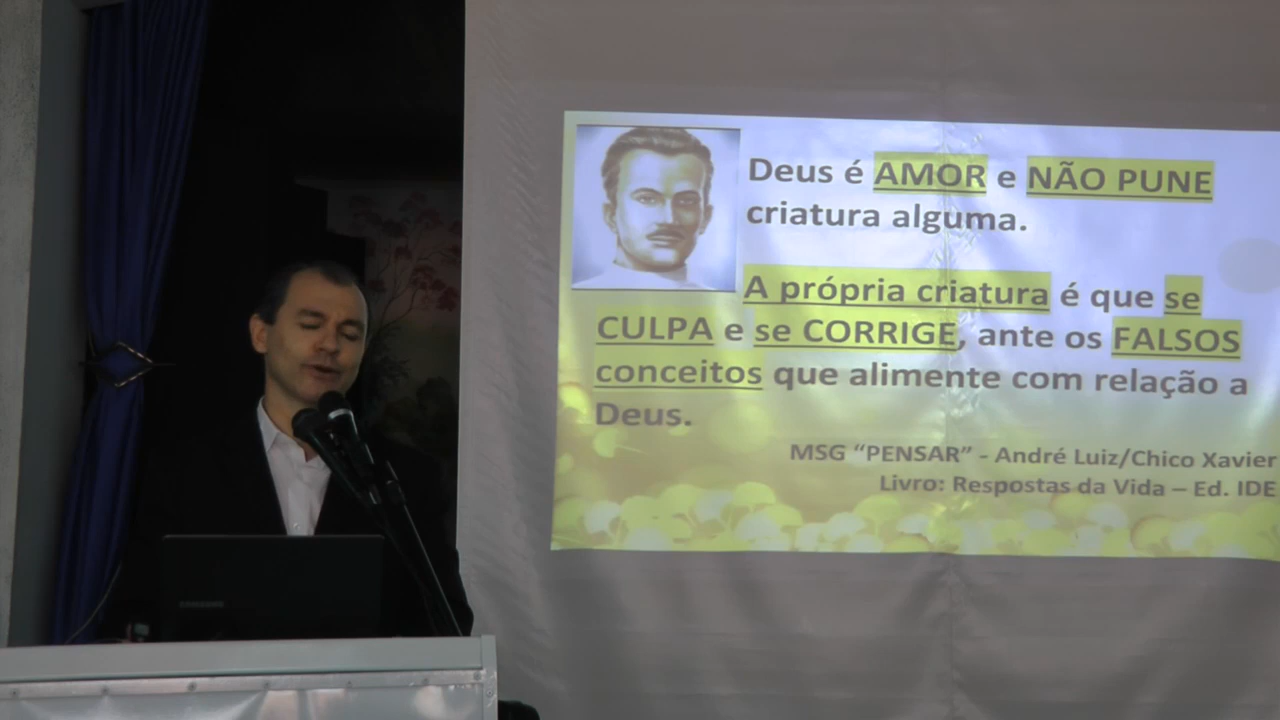 Deus é AMOR e NÃO PUNE
criatura alguma.
A própria criatura é que se
CULPA e se CORRIGE, ante os
FALSOS
conceitos que alimente com relação a
Deus.
MSG “PENSAR” - André Luiz/Chico Xavier
Livro: Respostas da Vida – Ed. IDE
SAMSUNG